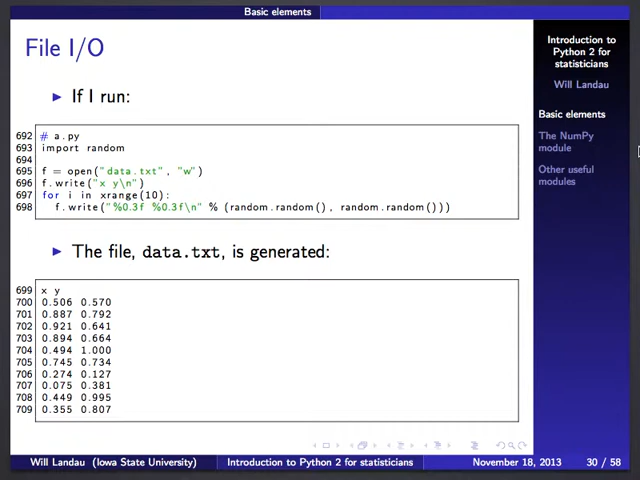 Basic elements
File I/O
▶ If I run:
692 # a.py
693 import random
694
695 f = open("data.txt", "w")
696 f.write("x y\n")
697 for i in xrange(10):
698   f.write("%0.3f %0.3f\n" % (random.random(), random.random()))
▶ The file, data.txt, is generated:
699 x y
700 0.506 0.570
701 0.887 0.792
702 0.921 0.641
703 0.894 0.664
704 0.494 1.000
705 0.745 0.734
706 0.274 0.127
707 0.075 0.381
708 0.449 0.995
709 0.355 0.807
Introduction to
Python 2 for
statisticians
Will Landau
Basic elements
The NumPy
module
Other useful
modules
Will Landau (Iowa State University) Introduction to Python 2 for statisticians November 18, 2013 30 / 58